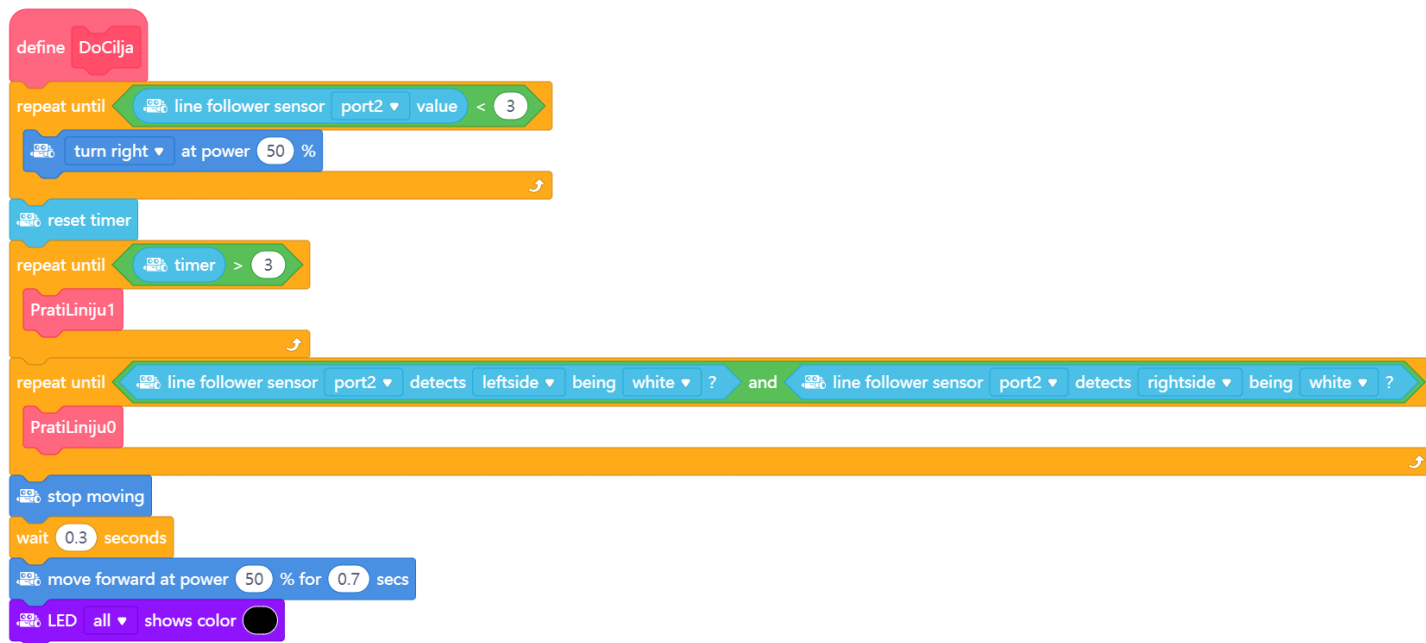 define DoCilja
repeat until line follower sensor port2 value < 3
turn right at power 50 %
reset timer
repeat until timer > 3
PratiLiniju1
repeat until line follower sensor port2 detects leftside being white ? and line follower sensor port2 detects rightside being white ?
PratiLiniju0
stop moving
wait 0.3 seconds
move forward at power 50 % for 0.7 secs
LED all shows color